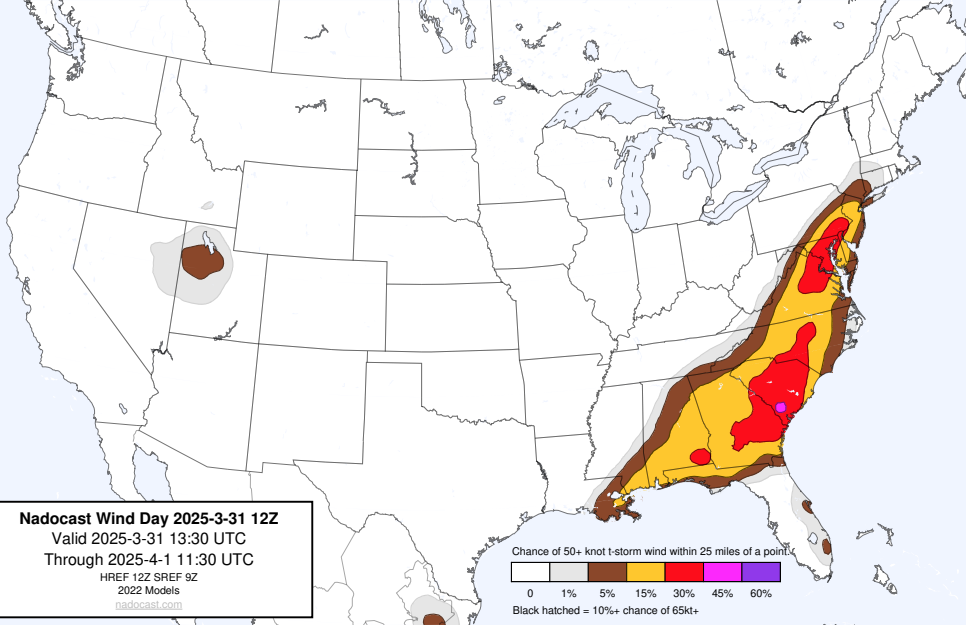 Nadocast Wind Day 2025-3-31 12Z
Valid 2025-3-31 13:30 UTC
Through 2025-4-1 11:30 UTC
HREF 12Z SREF 9Z
2022 Models
nadocast.com
Chance of 50+ knot t-storm wind within 25 miles of a point.
0 1% 5% 15% 30% 45% 60%
Black hatched = 10%+ chance of 65kt+